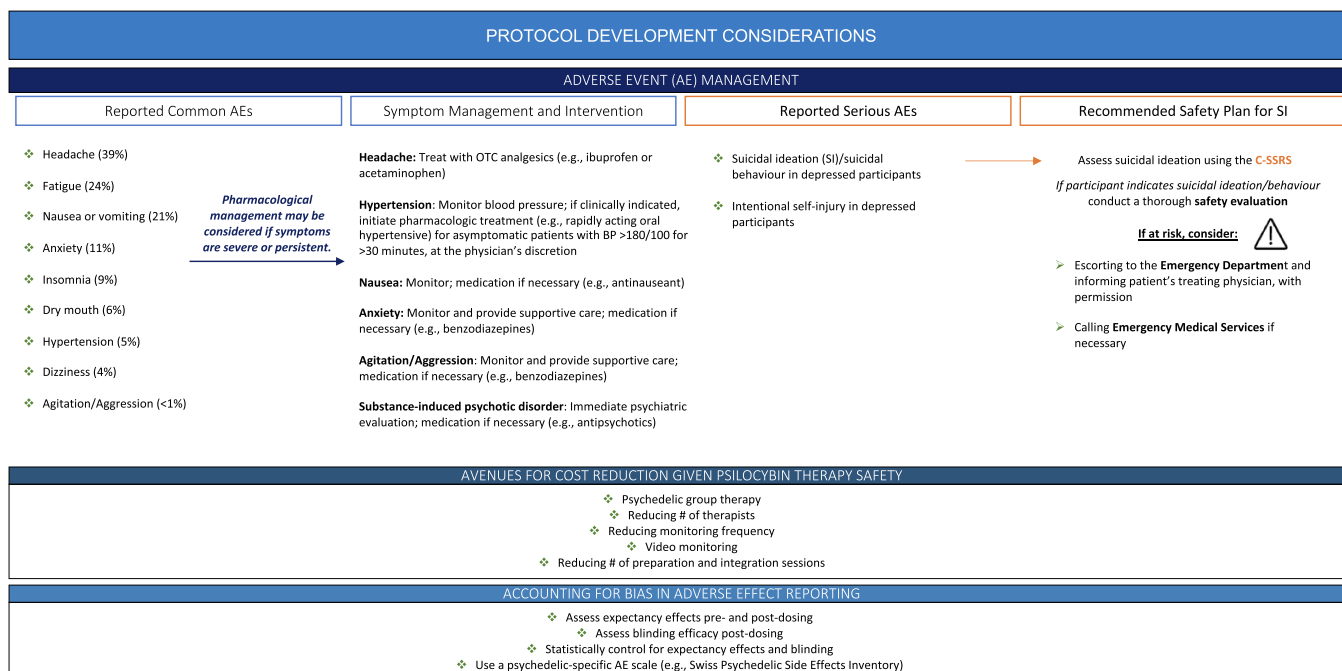 PROTOCOL DEVELOPMENT CONSIDERATIONS
ADVERSE EVENT (AE) MANAGEMENT
Reported Common AEs
Headache (39%)
Fatigue (24%)
Nausea or vomiting (21%)
Anxiety (11%)
Insomnia (9%)
Dry mouth (6%)
Hypertension (5%)
Dizziness (4%)
Agitation/Aggression (<1%)
Pharmacological
management may be
considered if symptoms
are severe or persistent.
Symptom Management and Intervention
Headache: Treat with OTC analgesics (e.g., ibuprofen or
acetaminophen)
Hypertension: Monitor blood pressure; if clinically indicated,
initiate pharmacologic treatment (e.g., rapidly acting oral
hypertensive) for asymptomatic patients with BP >180/100 for
>30 minutes, at the physician's discretion
Nausea: Monitor; medication if necessary (e.g., antinauseant)
Anxiety: Monitor and provide supportive care; medication if
necessary (e.g., benzodiazepines)
Agitation/Aggression: Monitor and provide supportive care;
medication if necessary (e.g., benzodiazepines)
Substance-induced psychotic disorder: Immediate psychiatric
evaluation; medication if necessary (e.g., antipsychotics)
Reported Serious AEs
Suicidal ideation (SI)/suicidal
behaviour in depressed participants
Intentional self-injury in depressed
participants
Recommended Safety Plan for SI
Assess suicidal ideation using the C-SSRS
If participant indicates suicidal ideation/behaviour
conduct a thorough safety evaluation
If at risk, consider:
Escorting to the Emergency Department and
informing patient's treating physician, with
permission
Calling Emergency Medical Services if
necessary
AVENUES FOR COST REDUCTION GIVEN PSILOCYBIN THERAPY SAFETY
Psychedelic group therapy
Reducing # of therapists
Reducing monitoring frequency
Video monitoring
Reducing # of preparation and integration sessions
ACCOUNTING FOR BIAS IN ADVERSE EFFECT REPORTING
Assess expectancy effects pre- and post-dosing
Assess blinding efficacy post-dosing
Statistically control for expectancy effects and blinding
Use a psychedelic-specific AE scale (e.g., Swiss Psychedelic Side Effects Inventory)